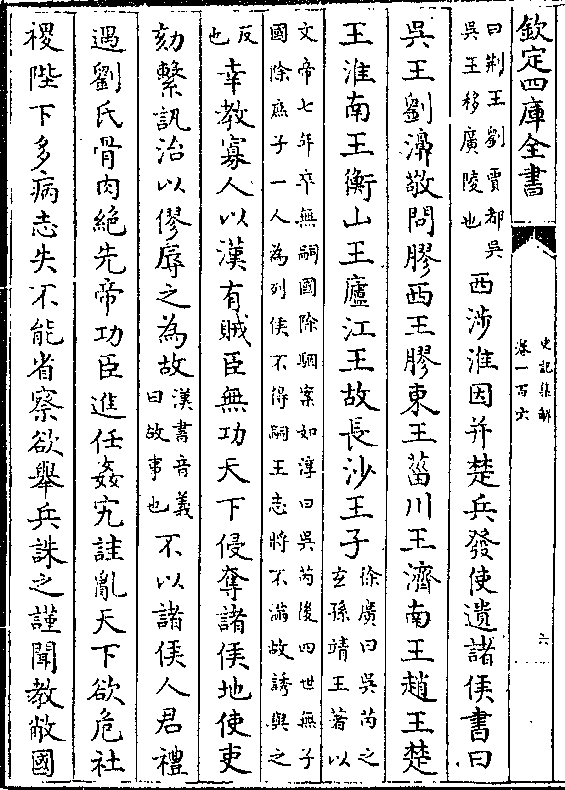 欽定四庫全書
史記集解
卷一百六
六
曰荆王劉賈都吳
吳王移廣陵也
西涉淮因并楚兵發使遺諸侯書曰
吳王劉濞敬問膠西王膠東王菑川王濟南王趙王楚
王淮南王衡山王廬江王故長沙王子
徐廣曰吳芮之
玄孫靖王著以
文帝七年卒無嗣國除駰案如淳曰吳芮後四世無子
國除庶子一人為列侯不得嗣王志將不滿故誘與之
反
也
幸教寡人以漢有賊臣無功天下侵奪諸侯地使吏
劾繫訊治以僇辱之為故
漢書音義
曰故事也
不以諸侯人君禮
遇劉氏骨肉絶先帝功臣進任姦宄詿亂天下欲危社
稷陛下多病志失不能省察欲舉兵誅之謹聞教敝國